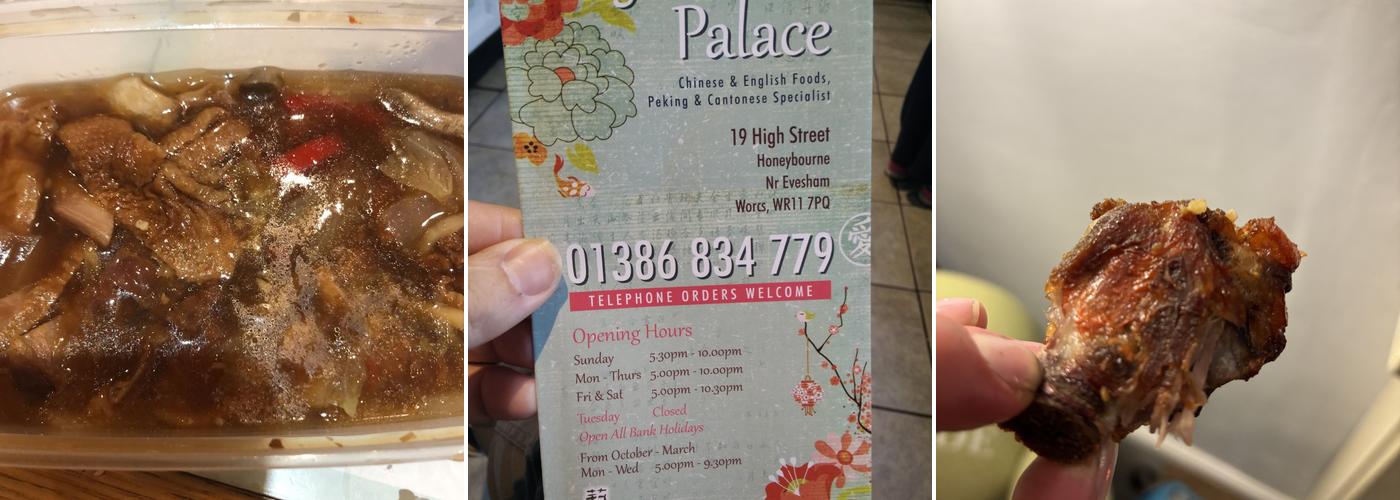 Palace
Chinese & English Foods,
Peking & Cantonese Specialist
19 High Street
Honeybourne
Nr Evesham
Worcs, WR11 7PQ
愛
01386 834 779
TELEPHONE ORDERS WELCOME
Opening Hours
Sunday 5.30pm - 10.00pm
Mon - Thurs 5.00pm - 10.00pm
Fri & Sat 5.00pm - 10.30pm
Tuesday Closed
Open All Bank Holidays
From October - March
Mon - Wed 5.00pm - 9.30pm